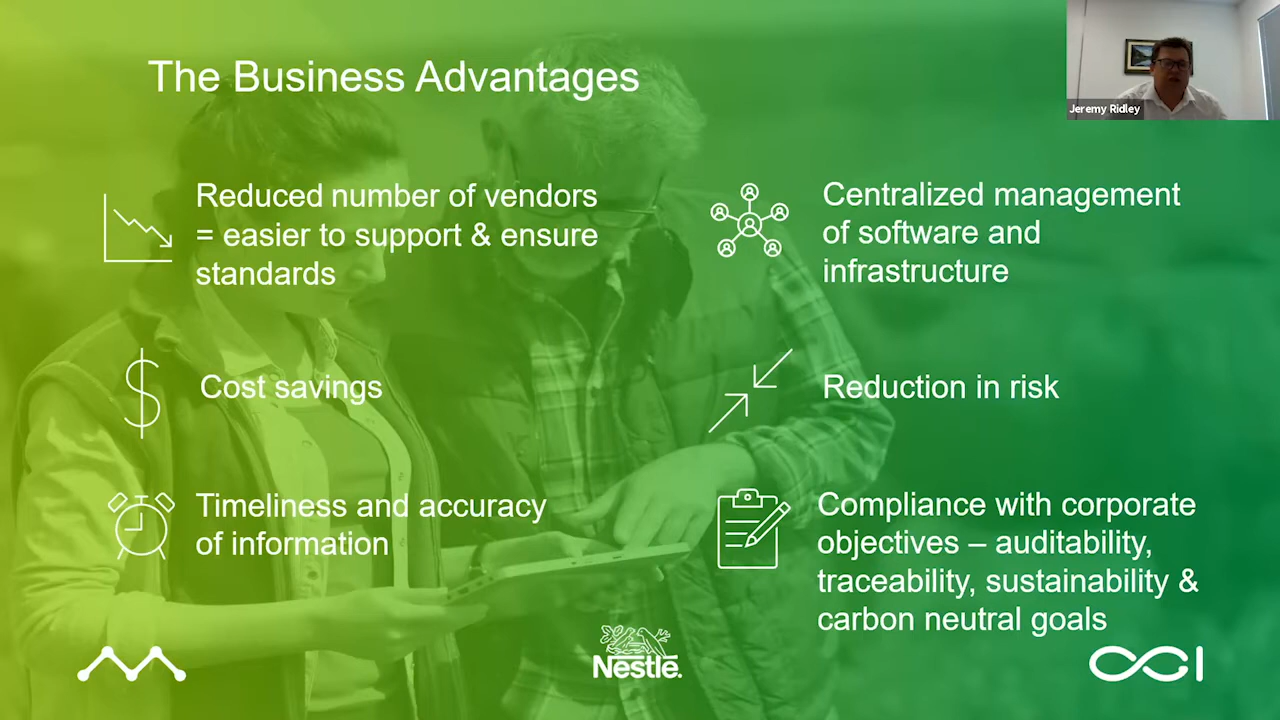 The Business Advantages
Jeremy Ridley
Reduced number of vendors
= easier to support & ensure
standards
Centralized management
of software and
infrastructure
Cost savings
Reduction in risk
Timeliness and accuracy
of information
Compliance with corporate
objectives – auditability,
traceability, sustainability &
carbon neutral goals
Nestlé.
OCI